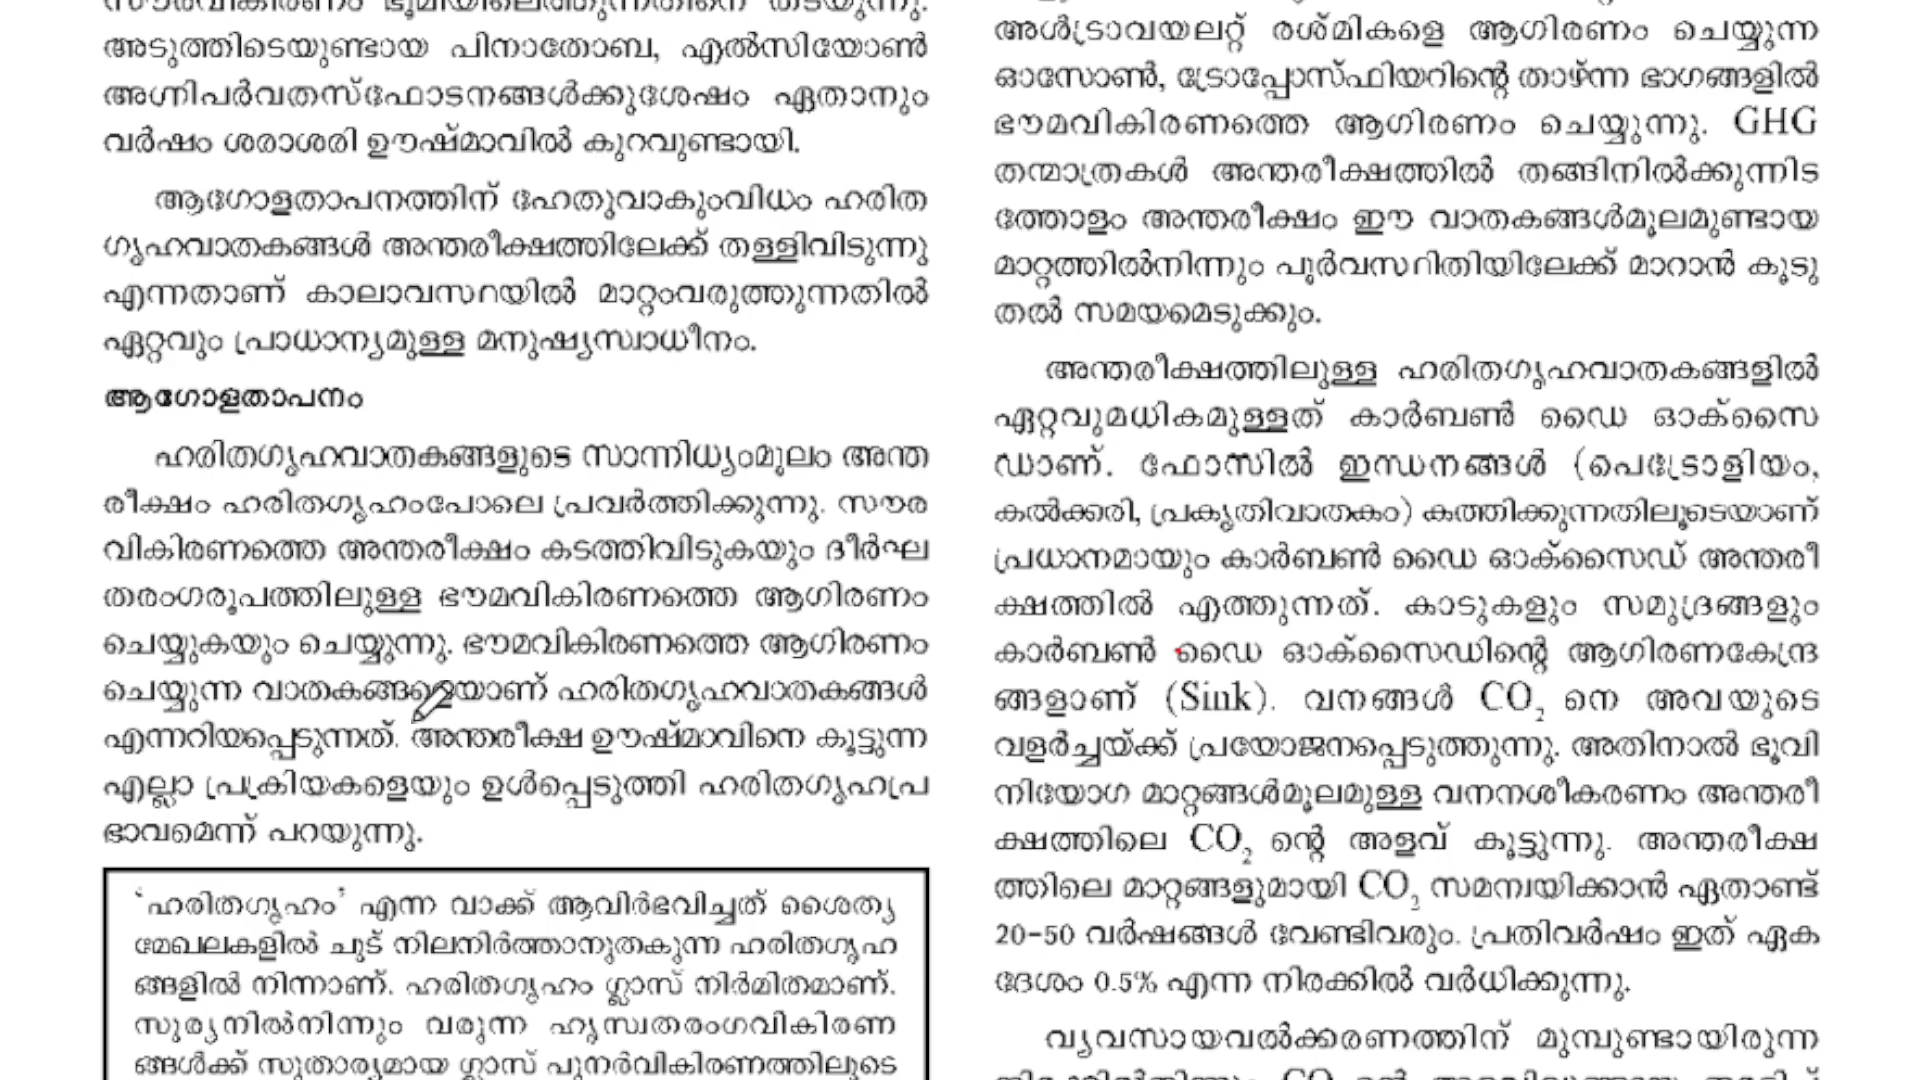 സൗരവികിരണം ഭൂമിയിലെത്തുന്നതിനെ തടയുന്നു.
അടുത്തിടെയുണ്ടായ പിനാതോബ, എൽസിയോൺ
അഗ്നിപർവതസ്ഫോടനങ്ങൾക്കുശേഷം ഏതാനും
വർഷം ശരാശരി ഊഷ്മാവിൽ കുറവുണ്ടായി.
ആഗോളതാപനത്തിന് ഹേതുവാകുംവിധം ഹരിത
ഗൃഹവാതകങ്ങൾ അന്തരീക്ഷത്തിലേക്ക് തള്ളിവിടുന്നു
എന്നതാണ് കാലാവസ്ഥയിൽ മാറ്റംവരുത്തുന്നതിൽ
ഏറ്റവും പ്രാധാന്യമുള്ള മനുഷ്യസ്വാധീനം.
ആഗോളതാപനം
ഹരിതഗൃഹവാതകങ്ങളുടെ സാന്നിധ്യംമൂലം അന്ത
രീക്ഷം ഹരിതഗൃഹംപോലെ പ്രവർത്തിക്കുന്നു. സൗര
വികിരണത്തെ അന്തരീക്ഷം കടത്തിവിടുകയും ദീർഘ
തരംഗരൂപത്തിലുള്ള ഭൗമവികിരണത്തെ ആഗിരണം
ചെയ്യുകയും ചെയ്യുന്നു. ഭൗമവികിരണത്തെ ആഗിരണം
ചെയ്യുന്ന വാതകങ്ങളെയാണ് ഹരിതഗൃഹവാതകങ്ങൾ
എന്നറിയപ്പെടുന്നത്. അന്തരീക്ഷ ഊഷ്മാവിനെ കൂട്ടുന്ന
എല്ലാ പ്രക്രിയകളെയും ഉൾപ്പെടുത്തി ഹരിതഗൃഹപ്ര
ഭാവമെന്ന് പറയുന്നു.
'ഹരിതഗൃഹം' എന്ന വാക്ക് ആവിർഭവിച്ചത് ശൈത്യ
മേഖലകളിൽ ചൂട് നിലനിർത്താനുതകുന്ന ഹരിതഗൃഹ
ങ്ങളിൽ നിന്നാണ്. ഹരിതഗൃഹം ഗ്ലാസ് നിർമിതമാണ്.
സൂര്യനിൽനിന്നും വരുന്ന ഹ്രസ്വതരംഗവികിരണ
ങ്ങൾക്ക് സുതാര്യമായ ഗ്ലാസ് പുനർവികിരണത്തിലൂടെ
അൾട്രാവയലറ്റ് രശ്മികളെ ആഗിരണം ചെയ്യുന്ന
ഓസോൺ, ട്രോപ്പോസ്ഫിയറിന്റെ താഴ്ന്ന ഭാഗങ്ങളിൽ
ഭൗമവികിരണത്തെ ആഗിരണം ചെയ്യുന്നു. GHG
തന്മാത്രകൾ അന്തരീക്ഷത്തിൽ തങ്ങിനിൽക്കുന്നിട
ത്തോളം അന്തരീക്ഷം ഈ വാതകങ്ങൾമൂലമുണ്ടായ
മാറ്റത്തിൽനിന്നും പൂർവസ്ഥിതിയിലേക്ക് മാറാൻ കൂടു
തൽ സമയമെടുക്കും.
അന്തരീക്ഷത്തിലുള്ള ഹരിതഗൃഹവാതകങ്ങളിൽ
ഏറ്റവുമധികമുള്ളത് കാർബൺ ഡൈ ഓക്സൈ
ഡാണ്. ഫോസിൽ ഇന്ധനങ്ങൾ (പെട്രോളിയം,
കൽക്കരി, പ്രകൃതിവാതകം) കത്തിക്കുന്നതിലൂടെയാണ്
പ്രധാനമായും കാർബൺ ഡൈ ഓക്സൈഡ് അന്തരീ
ക്ഷത്തിൽ എത്തുന്നത്. കാടുകളും സമുദ്രങ്ങളും
കാർബൺ ഡൈ ഓക്സൈഡിന്റെ ആഗിരണകേന്ദ്ര
ങ്ങളാണ് (Sink). വനങ്ങൾ CO₂ നെ അവയുടെ
വളർച്ചയ്ക്ക് പ്രയോജനപ്പെടുത്തുന്നു. അതിനാൽ ഭൂവി
നിയോഗ മാറ്റങ്ങൾമൂലമുള്ള വനനശീകരണം അന്തരീ
ക്ഷത്തിലെ CO₂ ന്റെ അളവ് കൂട്ടുന്നു. അന്തരീക്ഷ
ത്തിലെ മാറ്റങ്ങളുമായി CO₂ സമന്വയിക്കാൻ ഏതാണ്ട്
20-50 വർഷങ്ങൾ വേണ്ടിവരും. പ്രതിവർഷം ഇത് ഏക
ദേശം 0.5% എന്ന നിരക്കിൽ വർധിക്കുന്നു.
വ്യവസായവൽക്കരണത്തിന് മുമ്പുണ്ടായിരുന്ന